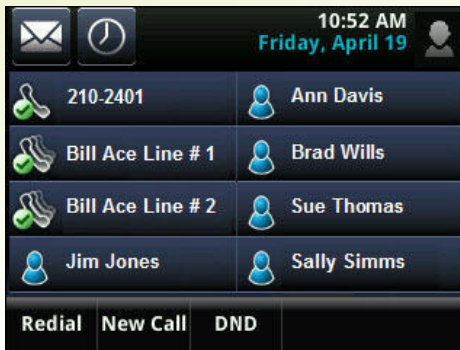 10:52 AM
Friday, April 19
210-2401
Ann Davis
Bill Ace Line # 1
Brad Wills
Bill Ace Line # 2
Sue Thomas
Jim Jones
Sally Simms
Redial New Call DND